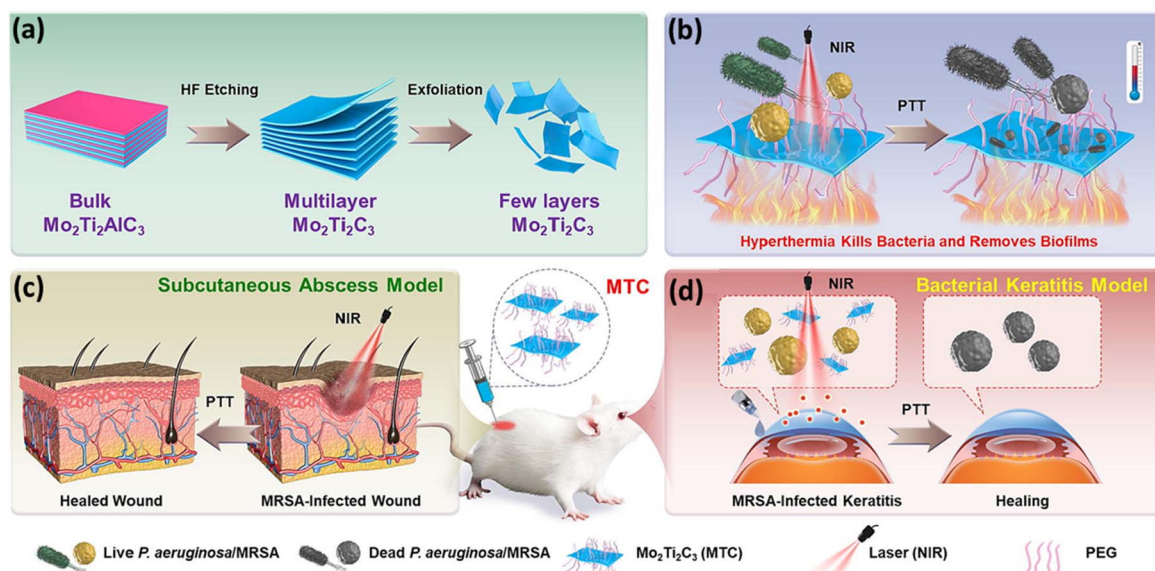 (a)
HF Etching
Exfoliation
Bulk
Mo₂Ti₂AlC₃
Multilayer
Mo₂Ti₂C₃
Few layers
Mo₂Ti₂C₃
(b)
NIR
PTT
Hyperthermia Kills Bacteria and Removes Biofilms
(c)
Subcutaneous Abscess Model
NIR
PTT
Healed Wound
MRSA-Infected Wound
MTC
(d)
NIR
Bacterial Keratitis Model
PTT
MRSA-Infected Keratitis
Healing
Live P. aeruginosa/MRSA
Dead P. aeruginosa/MRSA
Mo₂Ti₂C₃ (MTC)
Laser (NIR)
PEG